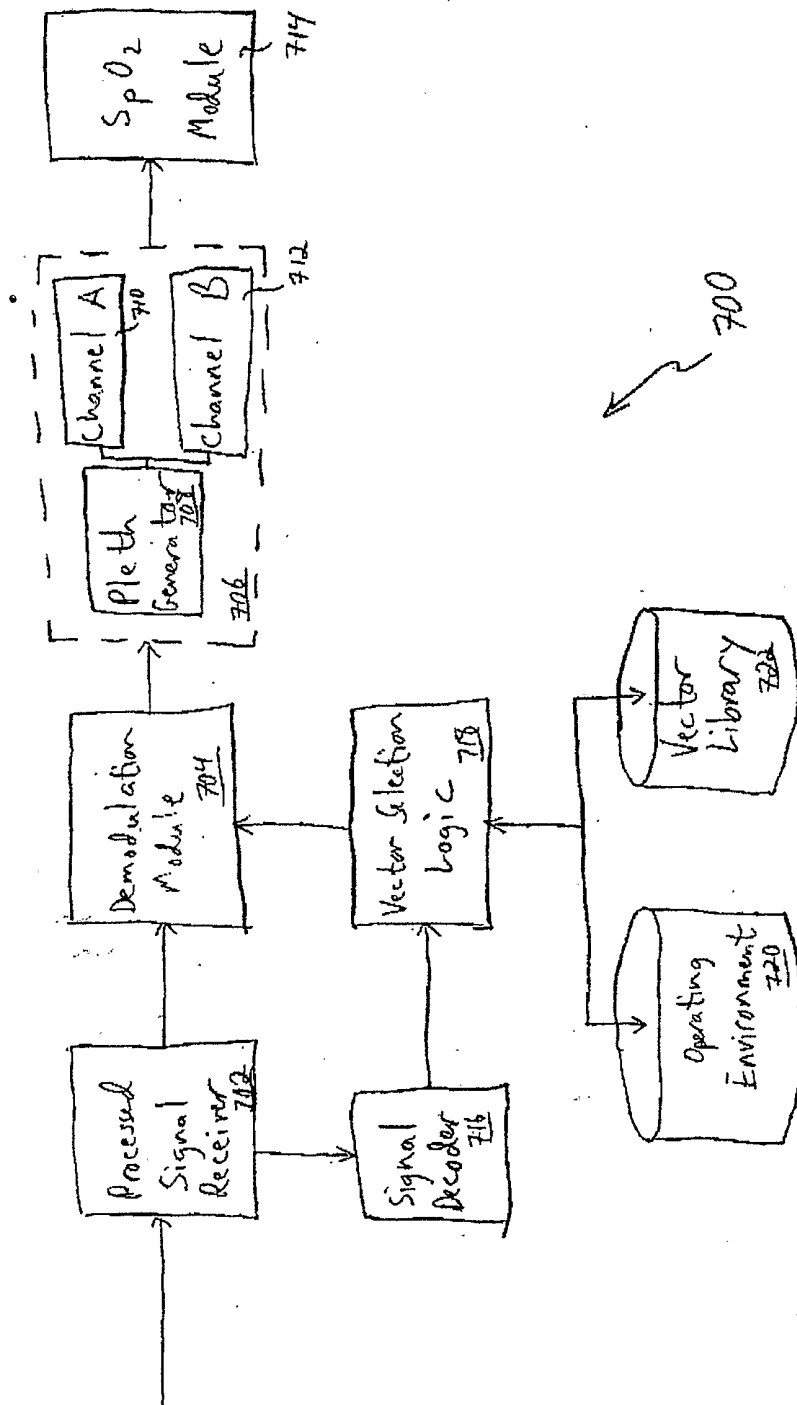 Processed
Signal
Receiver
702
Demodulation
Module
704
Pleth
Generator
708
Channel A
710
Channel B
712
706
SpO2
Module
714
Signal
Decoder
716
Vector Selection
Logic 718
Operating
Environment
720
Vector
Library
722
700